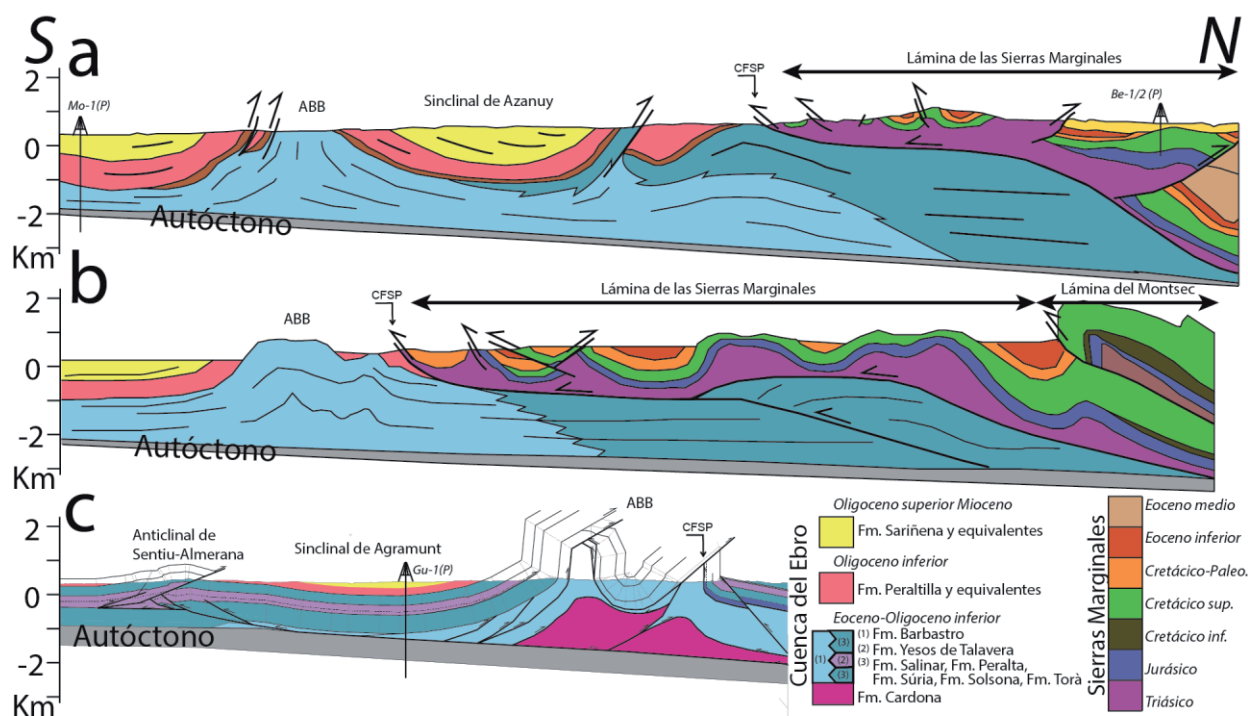 S
N
a
Lámina de las Sierras Marginales
CFSP
2
0
-2
Km
Mo-1(P)
ABB
Sinclinal de Azanuy
Be-1/2 (P)
Autóctono
b
Lámina de las Sierras Marginales
Lámina del Montsec
CFSP
ABB
2
0
-2
Km
Autóctono
c
ABB
CFSP
2
0
-2
Km
Anticlinal de
Sentiu-Almerana
Sinclinal de Agramunt
Gu-1(P)
Autóctono
Cuenca del Ebro
Oligoceno superior Mioceno
Fm. Sariñena y equivalentes
Oligoceno inferior
Fm. Peraltilla y equivalentes
Eoceno-Oligoceno inferior
(1)
(3)
(2)
(3)
(1) Fm. Barbastro
(2) Fm. Yesos de Talavera
(3) Fm. Salinar, Fm. Peralta,
Fm. Súria, Fm. Solsona, Fm. Torà
Fm. Cardona
Sierras Marginales
Eoceno medio
Eoceno inferior
Cretácico-Paleo.
Cretácico sup.
Cretácico inf.
Jurásico
Triásico